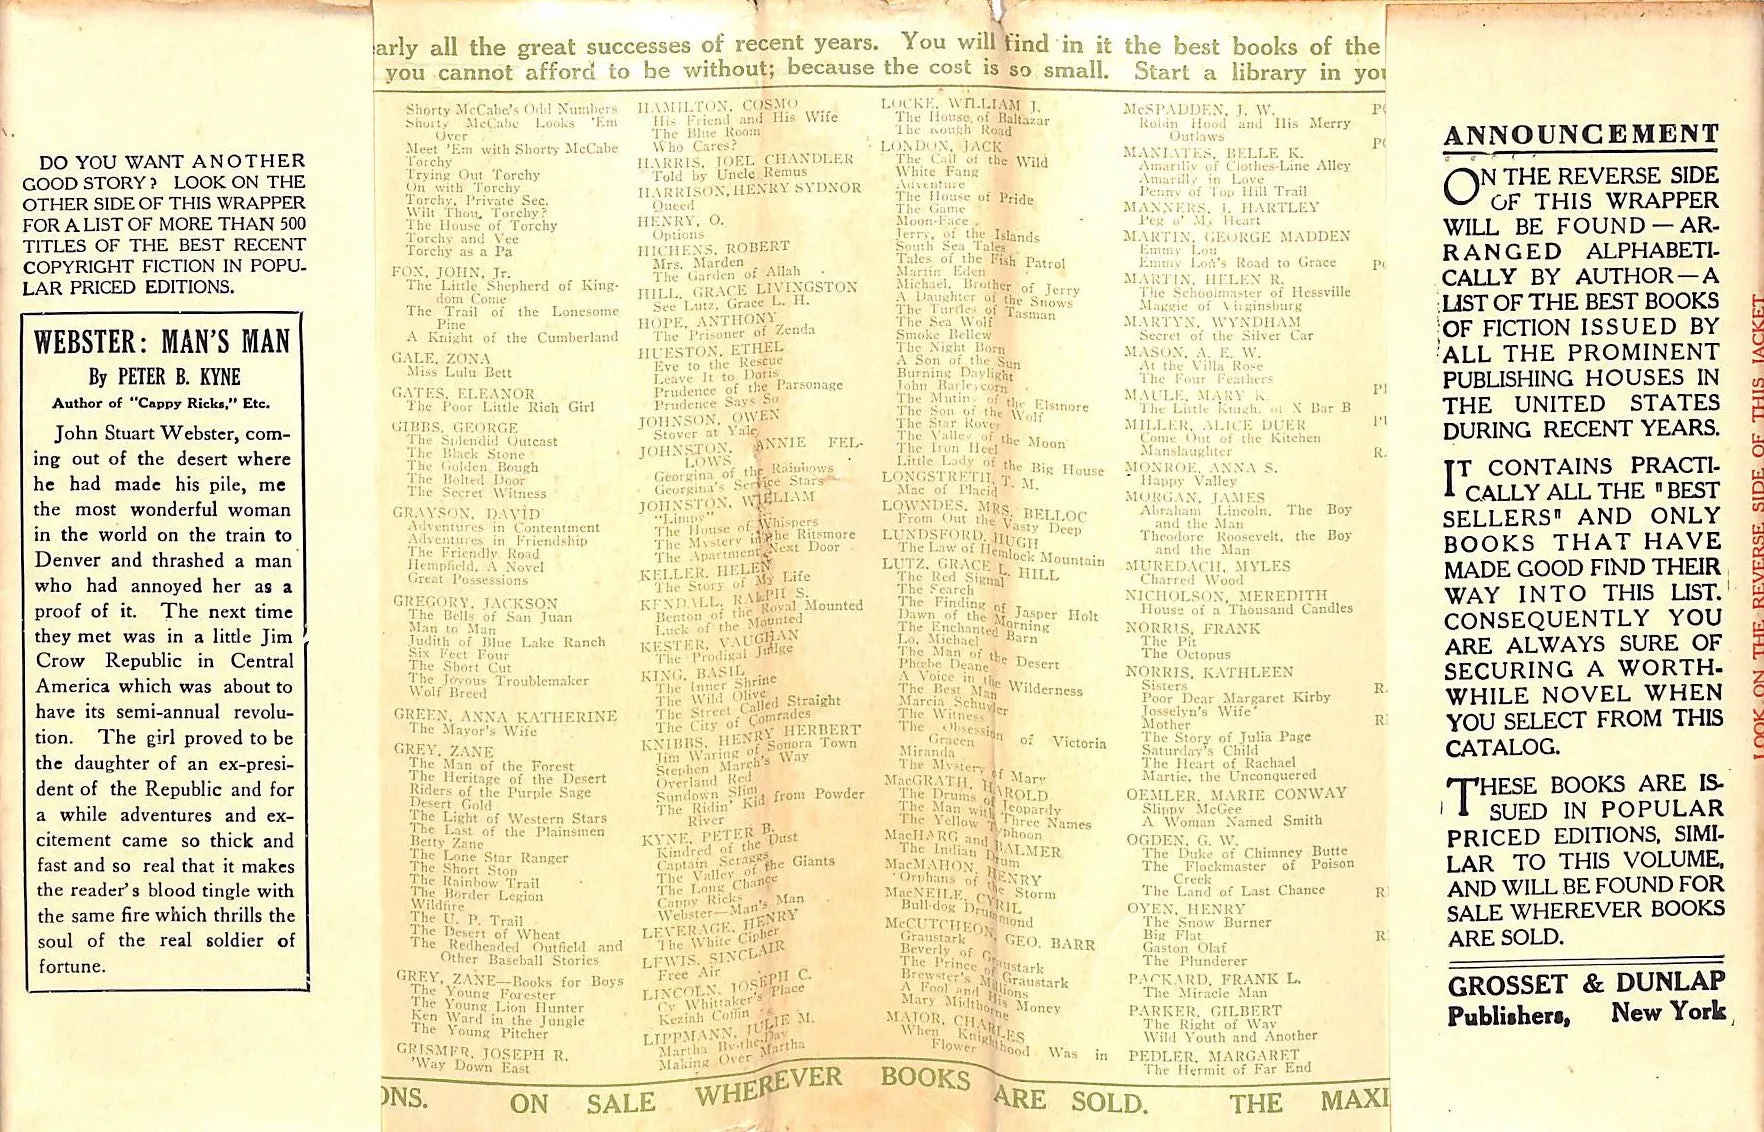 DO YOU WANT ANOTHER
GOOD STORY? LOOK ON THE
OTHER SIDE OF THIS WRAPPER
FOR A LIST OF MORE THAN 500
TITLES OF THE BEST RECENT
COPYRIGHT FICTION IN POPU-
LAR PRICED EDITIONS.
WEBSTER: MAN'S MAN
By PETER B. KYNE
Author of "Cappy Ricks," Etc.
John Stuart Webster, com-
ing out of the desert where
he had made his pile, me
the most wonderful woman
in the world on the train to
Denver and thrashed a man
who had annoyed her as a
proof of it. The next time
they met was in a little Jim
Crow Republic in Central
America which was about to
have its semi-annual revolu-
tion. The girl proved to be
the daughter of an ex-presi-
dent of the Republic and for
a while adventures and ex-
citement came so thick and
fast and so real that it makes
the reader's blood tingle with
the same fire which thrills the
soul of the real soldier of
fortune.
early all the great successes of recent years. You will find in it the best books of the
you cannot afford to be without; because the cost is so small. Start a library in you
Shorty McCabe's Odd Numbers
Shorty McCabe Looks 'Em
Over
Meet 'Em with Shorty McCabe
Torchy
Trying Out Torchy
On with Torchy
Torchy, Private Sec.
Wilt Thou, Torchy?
The House of Torchy
Torchy and Vee
Torchy as a Pa
FOX, JOHN, Jr.
The Little Shepherd of King-
dom Come
The Trail of the Lonesome
Pine
A Knight of the Cumberland
GALE, ZONA
Miss Lulu Bett
GATES, ELEANOR
The Poor Little Rich Girl
GIBBS, GEORGE
The Splendid Outcast
The Black Stone
The Golden Bough
The Bolted Door
The Secret Witness
GRAYSON, DAVID
Adventures in Contentment
Adventures in Friendship
The Friendly Road
Hempfield, A Novel
Great Possessions
GREGORY, JACKSON
The Bells of San Juan
Man to Man
Judith of Blue Lake Ranch
Six Feet Four
The Short Cut
The Joyous Troublemaker
Wolf Breed
GREEN, ANNA KATHERINE
The Mayor's Wife
GREY, ZANE
The Man of the Forest
The Heritage of the Desert
Riders of the Purple Sage
Desert Gold
The Light of Western Stars
The Last of the Plainsmen
Betty Zane
The Lone Star Ranger
The Short Stop
The Rainbow Trail
The Border Legion
Wildfire
The U. P. Trail
The Desert of Wheat
The Redheaded Outfield and
Other Baseball Stories
GREY, ZANE—Books for Boys
The Young Forester
The Young Lion Hunter
Ken Ward in the Jungle
The Young Pitcher
GRISMER, JOSEPH R.
'Way Down East
HAMILTON, COSMO
His Friend and His Wife
The Blue Room
Who Cares?
HARRIS, JOEL CHANDLER
Told by Uncle Remus
HARRISON, HENRY SYDNOR
Queed
HENRY, O.
Options
HICHENS, ROBERT
Mrs. Marden
The Garden of Allah
HILL, GRACE LIVINGSTON
See Lutz, Grace L. H.
HOPE, ANTHONY
The Prisoner of Zenda
HUESTON, ETHEL
Eve to the Rescue
Leave It to Doris
Prudence of the Parsonage
Prudence Says So
JOHNSON, OWEN
Stover at Yale
JOHNSTON, ANNIE FEL-
LOWS
Georgina of the Rainbows
Georgina's Service Stars
JOHNSTON, WILLIAM
"Limpy"
The House of Whispers
The Mystery in the Ritsmore
The Apartment Next Door
KELLER, HELEN
The Story of My Life
KENDALL, RALPH S.
Benton of the Royal Mounted
Luck of the Mounted
KESTER, VAUGHAN
The Prodigal Judge
KING, BASIL
The Inner Shrine
The Wild Olive
The Street Called Straight
The City of Comrades
KNIBBS, HENRY HERBERT
Jim Waring of Sonora Town
Stephen March's Way
Overland Red
Sundown Slim
The Ridin' Kid from Powder
River
KYNE, PETER B.
Kindred of the Dust
Captain Scraggs
The Valley of the Giants
The Long Chance
Cappy Ricks
Webster—Man's Man
LEVERAGE, HENRY
The White Cipher
LEWIS, SINCLAIR
Free Air
LINCOLN, JOSEPH C.
Cy Whittaker's Place
Keziah Coffin
LIPPMANN, JULIE M.
Martha By-the-Day
Making Over Martha
LOCKE, WILLIAM J.
The House of Baltazar
The Rough Road
LONDON, JACK
The Call of the Wild
White Fang
Adventure
The House of Pride
The Game
Moon-Face
Jerry, of the Islands
South Sea Tales
Tales of the Fish Patrol
Martin Eden
Michael, Brother of Jerry
A Daughter of the Snows
The Turtles of Tasman
The Sea Wolf
Smoke Bellew
The Night Born
A Son of the Sun
Burning Daylight
John Barleycorn
The Mutiny of the Elsinore
The Son of the Wolf
The Star Rover
The Valley of the Moon
The Iron Heel
Little Lady of the Big House
LONGSTRETH, T. M.
Mac of Placid
LOWNDES, MRS. BELLOC
From Out the Vasty Deep
LUNDSFORD, HUGH
The Law of Hemlock Mountain
LUTZ, GRACE L. HILL
The Red Signal
The Search
The Finding of Jasper Holt
Dawn of the Morning
The Enchanted Barn
Lo, Michael
The Man of the Desert
Phoebe Deane
A Voice in the Wilderness
The Best Man
Marcia Schuyler
The Witness
The Obsession of Victoria
Gracen
Miranda
The Mystery of Mary
MacGRATH, HAROLD
The Drums of Jeopardy
The Man with Three Names
The Yellow Typhoon
MacHARG and BALMER
The Indian Drum
MacMAHON, HENRY
Orphans of the Storm
MacNEILE, CYRIL
Bull-dog Drummond
McCUTCHEON, GEO. BARR
Graustark
Beverly of Graustark
The Prince of Graustark
Brewster's Millions
A Fool and His Money
Mary Midthorne
MAJOR, CHARLES
When Knighthood Was in
Flower
McSPADDEN, J. W.
Robin Hood and His Merry
Outlaws
MANIATES, BELLE K.
Amarilly of Clothes-Line Alley
Amarilly in Love
Penny of Top Hill Trail
MANNERS, J. HARTLEY
Peg o' My Heart
MARTIN, GEORGE MADDEN
Emmy Lou
Emmy Lou's Road to Grace
MARTIN, HELEN R.
The Schoolmaster of Hessville
Maggie of Virginsburg
MARTYN, WYNDHAM
Secret of the Silver Car
MASON, A. E. W.
At the Villa Rose
The Four Feathers
MAULE, MARY K.
The Little Knight of X Bar B
MILLER, ALICE DUER
Come Out of the Kitchen
Manslaughter
MONROE, ANNA S.
Happy Valley
MORGAN, JAMES
Abraham Lincoln, The Boy
and the Man
Theodore Roosevelt, the Boy
and the Man
MUREDACH, MYLES
Charred Wood
NICHOLSON, MEREDITH
House of a Thousand Candles
NORRIS, FRANK
The Pit
The Octopus
NORRIS, KATHLEEN
Sisters
Poor Dear Margaret Kirby
Josselyn's Wife
Mother
The Story of Julia Page
Saturday's Child
The Heart of Rachael
Martie, the Unconquered
OEMLER, MARIE CONWAY
Slippy McGee
A Woman Named Smith
OGDEN, G. W.
The Duke of Chimney Butte
The Flockmaster of Poison
Creek
The Land of Last Chance
OYEN, HENRY
The Snow Burner
Big Flat
Gaston Olaf
The Plunderer
PACKARD, FRANK L.
The Miracle Man
PARKER, GILBERT
The Right of Way
Wild Youth and Another
PEDLER, MARGARET
The Hermit of Far End
ONS. ON SALE WHEREVER BOOKS ARE SOLD. THE MAXI
ANNOUNCEMENT
ON THE REVERSE SIDE
OF THIS WRAPPER
WILL BE FOUND—AR-
RANGED ALPHABETI-
CALLY BY AUTHOR—A
LIST OF THE BEST BOOKS
OF FICTION ISSUED BY
ALL THE PROMINENT
PUBLISHING HOUSES IN
THE UNITED STATES
DURING RECENT YEARS.
IT CONTAINS PRACTI-
CALLY ALL THE "BEST
SELLERS" AND ONLY
BOOKS THAT HAVE
MADE GOOD FIND THEIR
WAY INTO THIS LIST.
CONSEQUENTLY YOU
ARE ALWAYS SURE OF
SECURING A WORTH-
WHILE NOVEL WHEN
YOU SELECT FROM THIS
CATALOG.
THESE BOOKS ARE IS-
SUED IN POPULAR
PRICED EDITIONS, SIMI-
LAR TO THIS VOLUME,
AND WILL BE FOUND FOR
SALE WHEREVER BOOKS
ARE SOLD.
GROSSET & DUNLAP
Publishers, New York
LOOK ON THE REVERSE SIDE OF THIS JACKET